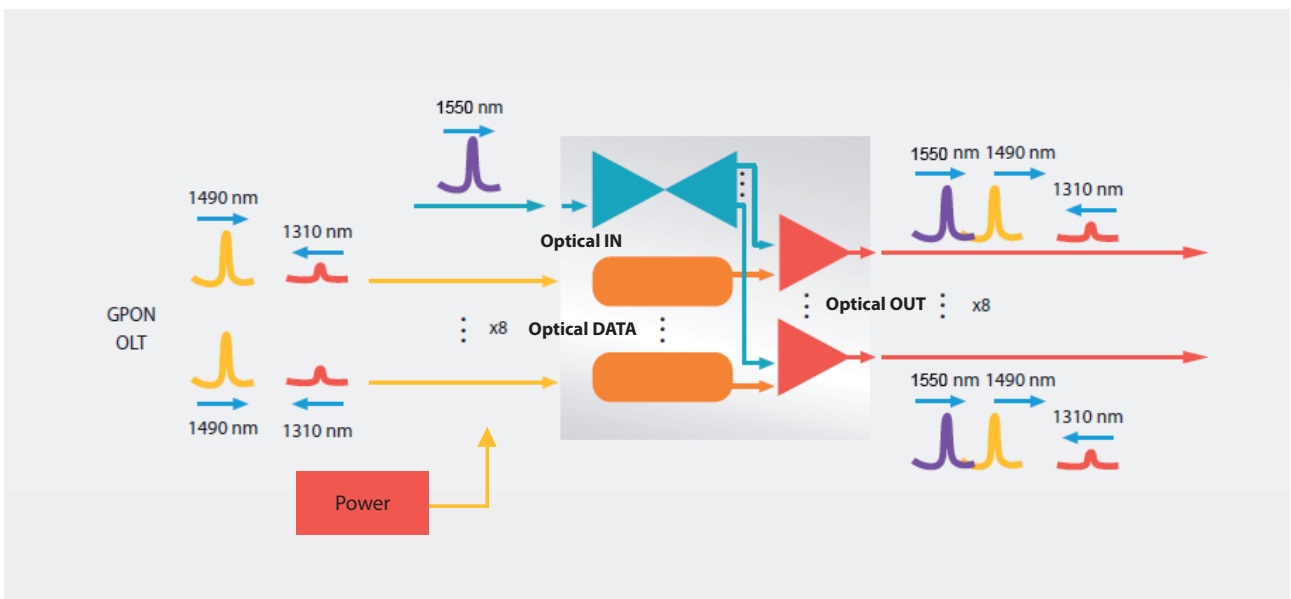 1550 nm
1550 nm 1490 nm
1490 nm
1310 nm
1310 nm
Optical IN
GPON
OLT
x8
Optical DATA
Optical OUT
x8
1490 nm
1310 nm
1550 nm 1490 nm
1310 nm
Power